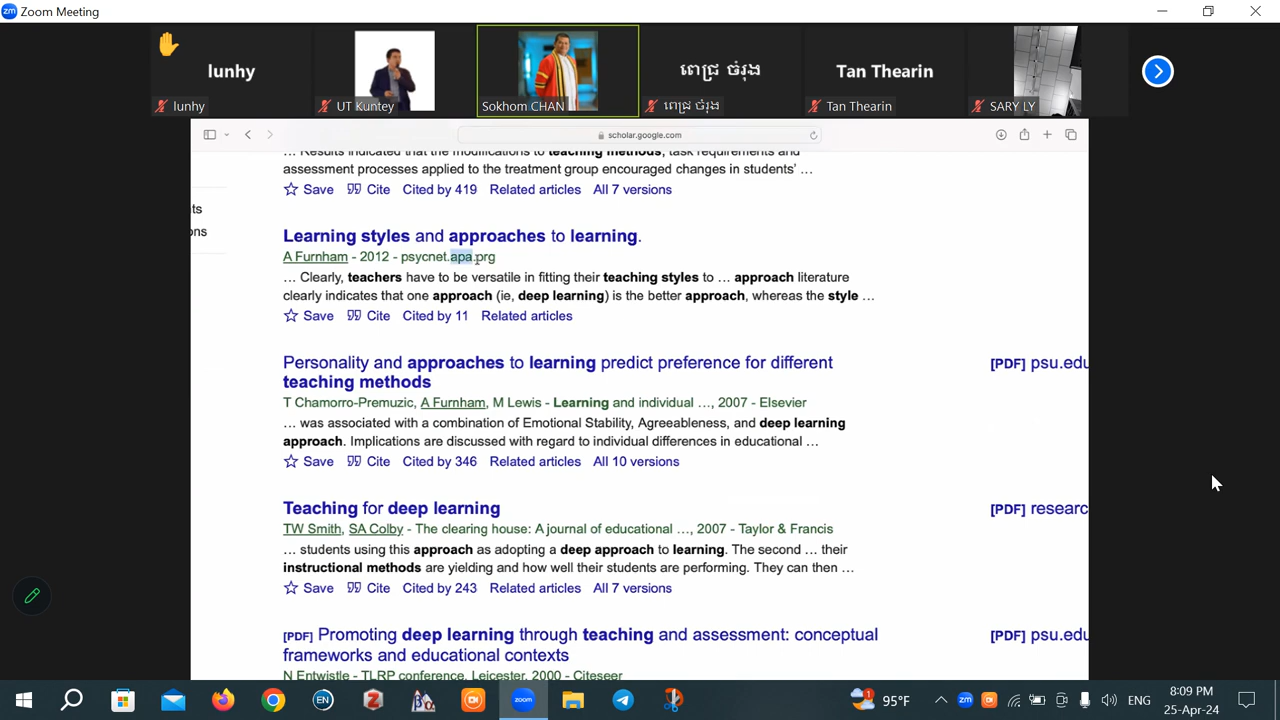 Zoom Meeting
lunhy
Tan Thearin
ពេជ្រ ច័រុង
lunhy
UT Kuntey
Sokhom CHAN
ពេជ្រ ច័រុង
Tan Thearin
SARY LY
scholar.google.com
... Results indicated that the modifications to teaching methods, task requirements and
assessment processes applied to the treatment group encouraged changes in students' ...
Save Cite Cited by 419 Related articles All 7 versions
ts
ons
Learning styles and approaches to learning.
A Furnham - 2012 - psycnet.apa.org
... Clearly, teachers have to be versatile in fitting their teaching styles to ... approach literature
clearly indicates that one approach (ie, deep learning) is the better approach, whereas the style ...
Save Cite Cited by 11 Related articles
Personality and approaches to learning predict preference for different
teaching methods
[PDF] psu.edu
T Chamorro-Premuzic, A Furnham, M Lewis - Learning and individual ..., 2007 - Elsevier
... was associated with a combination of Emotional Stability, Agreeableness, and deep learning
approach. Implications are discussed with regard to individual differences in educational ...
Save Cite Cited by 346 Related articles All 10 versions
Teaching for deep learning
[PDF] researc
TW Smith, SA Colby - The clearing house: A journal of educational ..., 2007 - Taylor & Francis
... students using this approach as adopting a deep approach to learning. The second ... their
instructional methods are yielding and how well their students are performing. They can then ...
Save Cite Cited by 243 Related articles All 7 versions
[PDF] Promoting deep learning through teaching and assessment: conceptual
frameworks and educational contexts
[PDF] psu.edu
N Entwistle - TLRP conference, Leicester, 2000 - Citeseer
EN
zoom
1
95°F
zm
ENG
8:09 PM
25-Apr-24